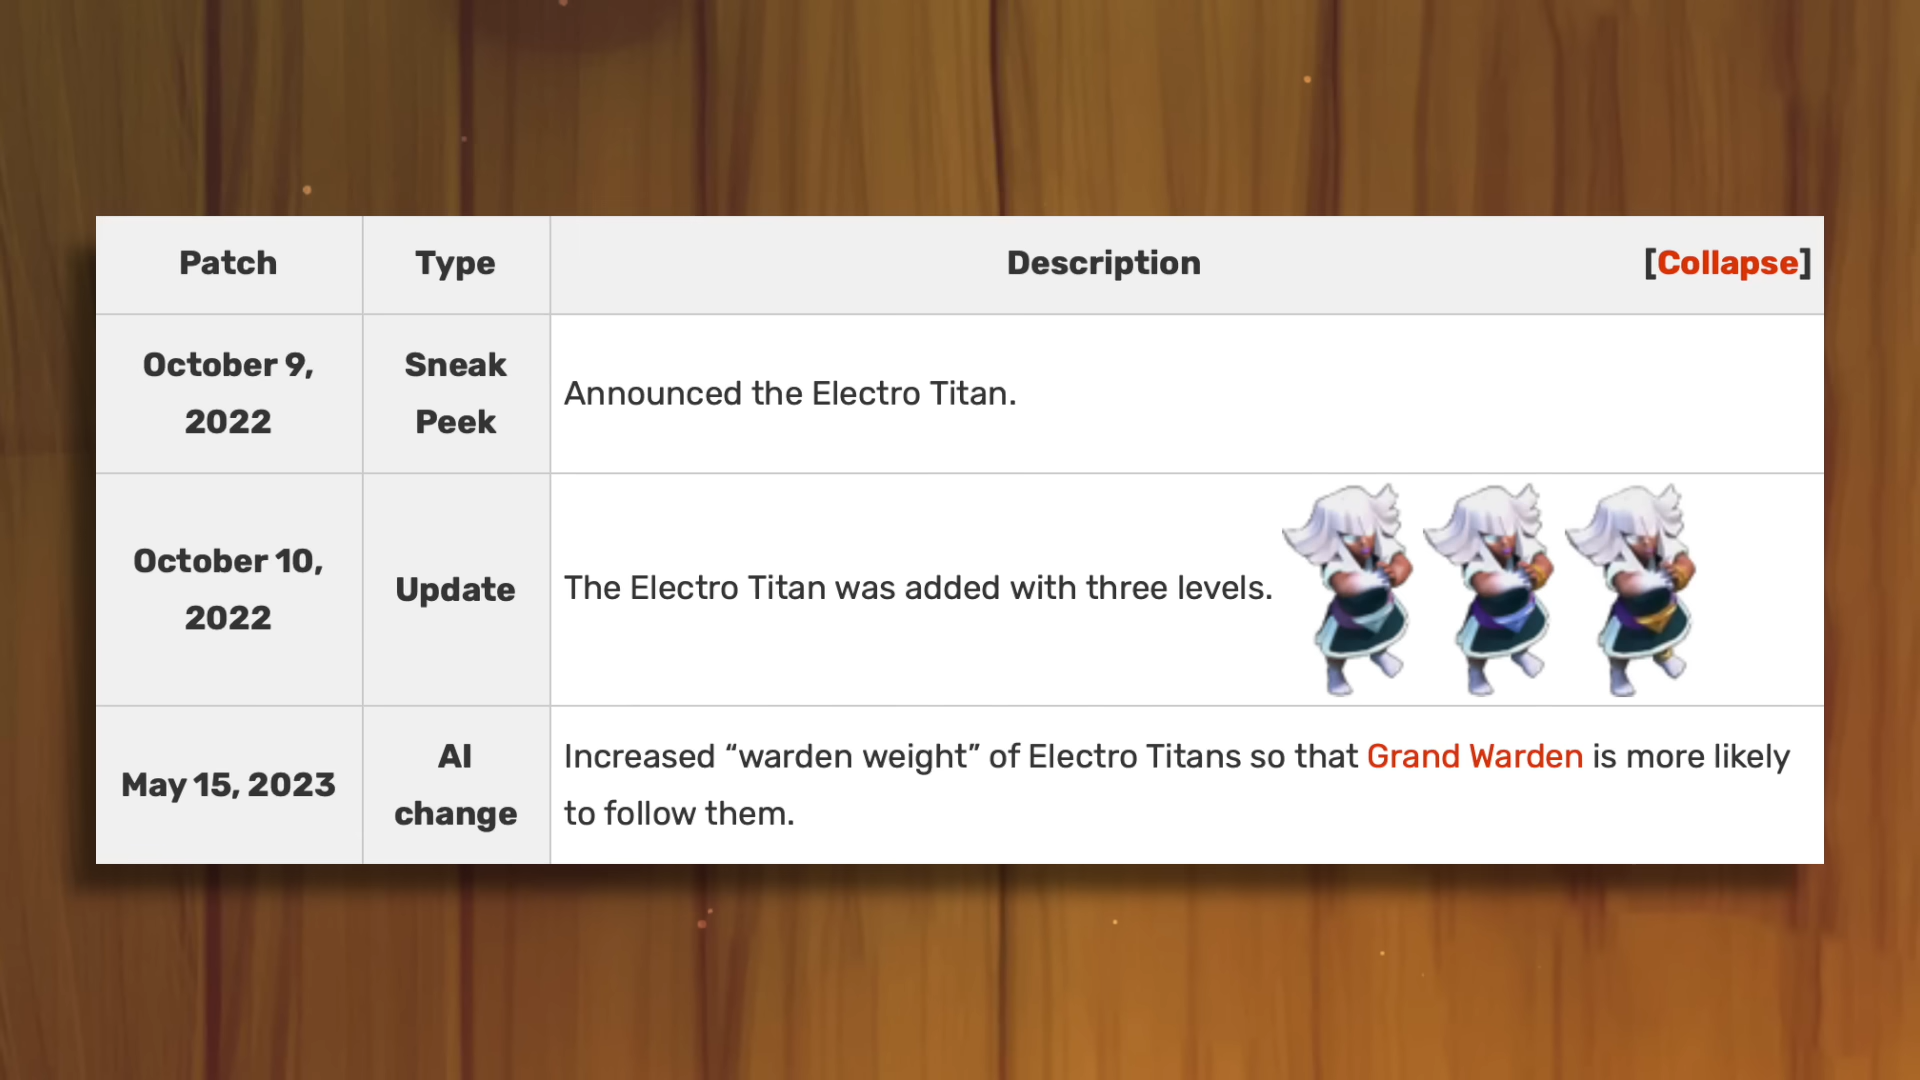 Patch Type Description [Collapse]
October 9,
2022
Sneak
Peek
Announced the Electro Titan.
October 10,
2022
Update
The Electro Titan was added with three levels.
May 15, 2023
AI
change
Increased “warden weight” of Electro Titans so that Grand Warden is more likely
to follow them.